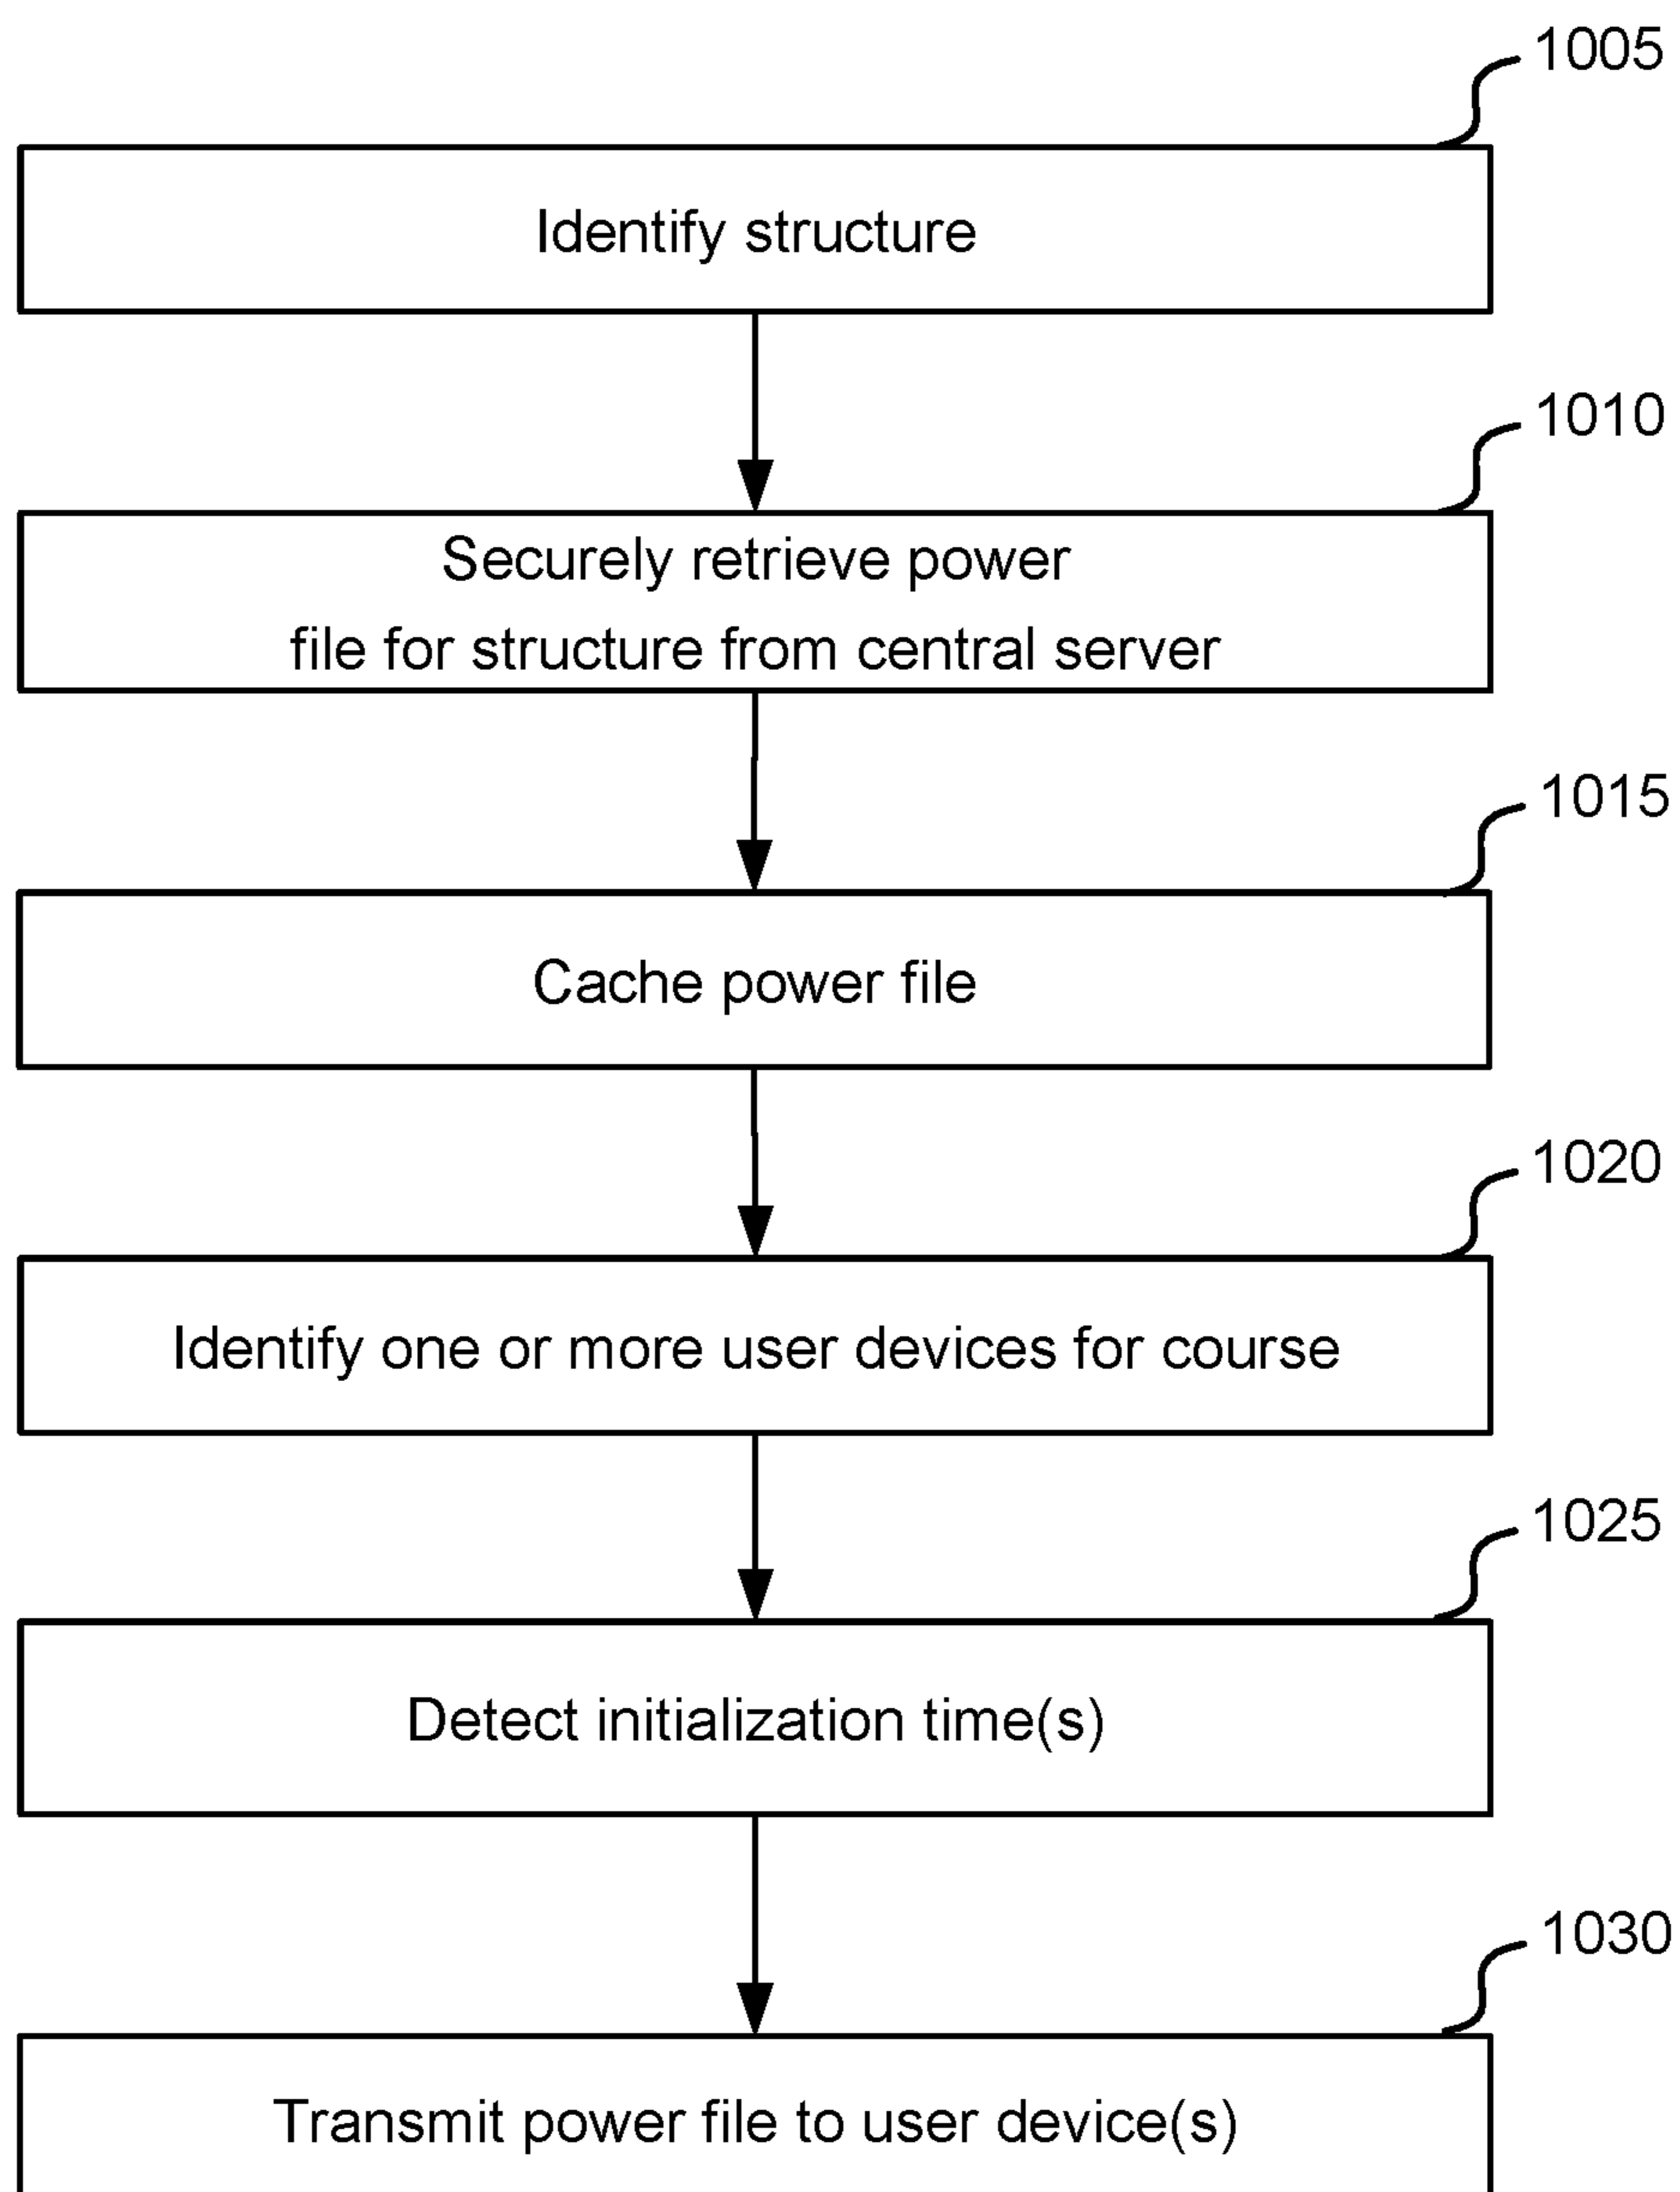 1005
Identify structure
1010
Securely retrieve power
file for structure from central server
1015
Cache power file
1020
Identify one or more user devices for course
1025
Detect initialization time(s)
1030
Transmit power file to user device(s)